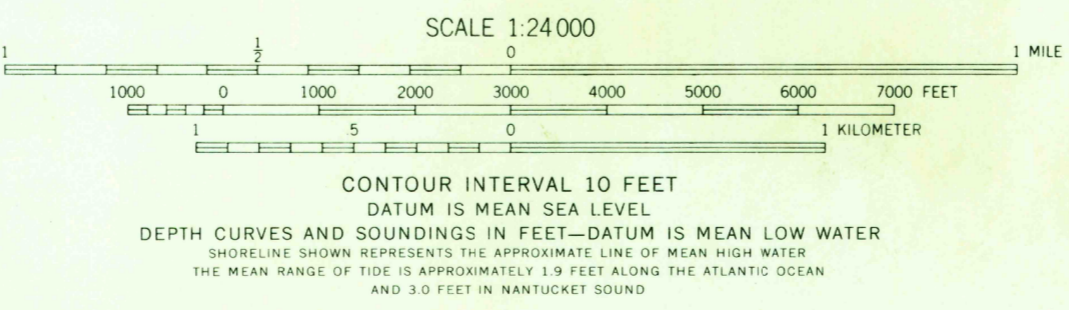 SCALE 1:24 000
1 ½ 0 1 MILE
1000 0 1000 2000 3000 4000 5000 6000 7000 FEET
1 .5 0 1 KILOMETER
CONTOUR INTERVAL 10 FEET
DATUM IS MEAN SEA LEVEL
DEPTH CURVES AND SOUNDINGS IN FEET—DATUM IS MEAN LOW WATER
SHORELINE SHOWN REPRESENTS THE APPROXIMATE LINE OF MEAN HIGH WATER
THE MEAN RANGE OF TIDE IS APPROXIMATELY 1.9 FEET ALONG THE ATLANTIC OCEAN
AND 3.0 FEET IN NANTUCKET SOUND